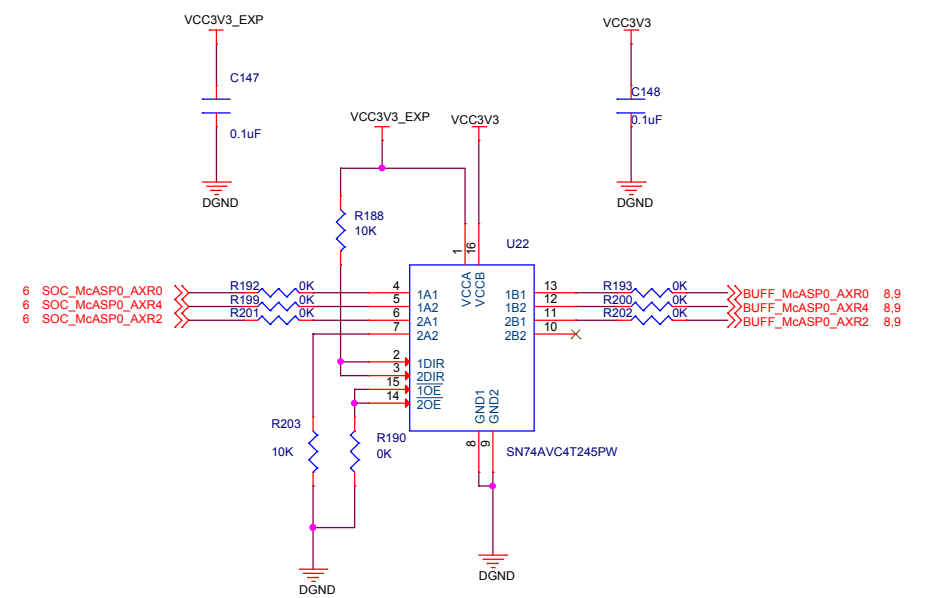 VCC3V3_EXP
VCC3V3
C147
C148
0.1uF
0.1uF
VCC3V3_EXP
VCC3V3
DGND
DGND
R188
10K
1
16
U22
VCCA
VCCB
6 SOC_McASP0_AXR0
R192
0K
4
1A1
1B1
13
R193
0K
BUFF_McASP0_AXR0 8,9
6 SOC_McASP0_AXR4
R199
0K
5
1A2
1B2
12
R200
0K
BUFF_McASP0_AXR4 8,9
6 SOC_McASP0_AXR2
R201
0K
6
2A1
2B1
11
R202
0K
BUFF_McASP0_AXR2 8,9
7
2A2
2B2
10
2
1DIR
3
2DIR
15
1OE
14
2OE
GND1
GND2
8
9
R203
10K
R190
0K
SN74AVC4T245PW
DGND
DGND